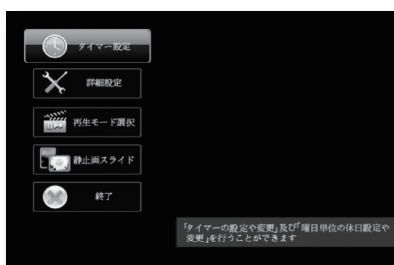 タイマー設定
詳細設定
再生モード選択
静止画スライド
終了
「タイマーの設定や変更」及び「曜日単位の休日設定や
変更」を行うことができます